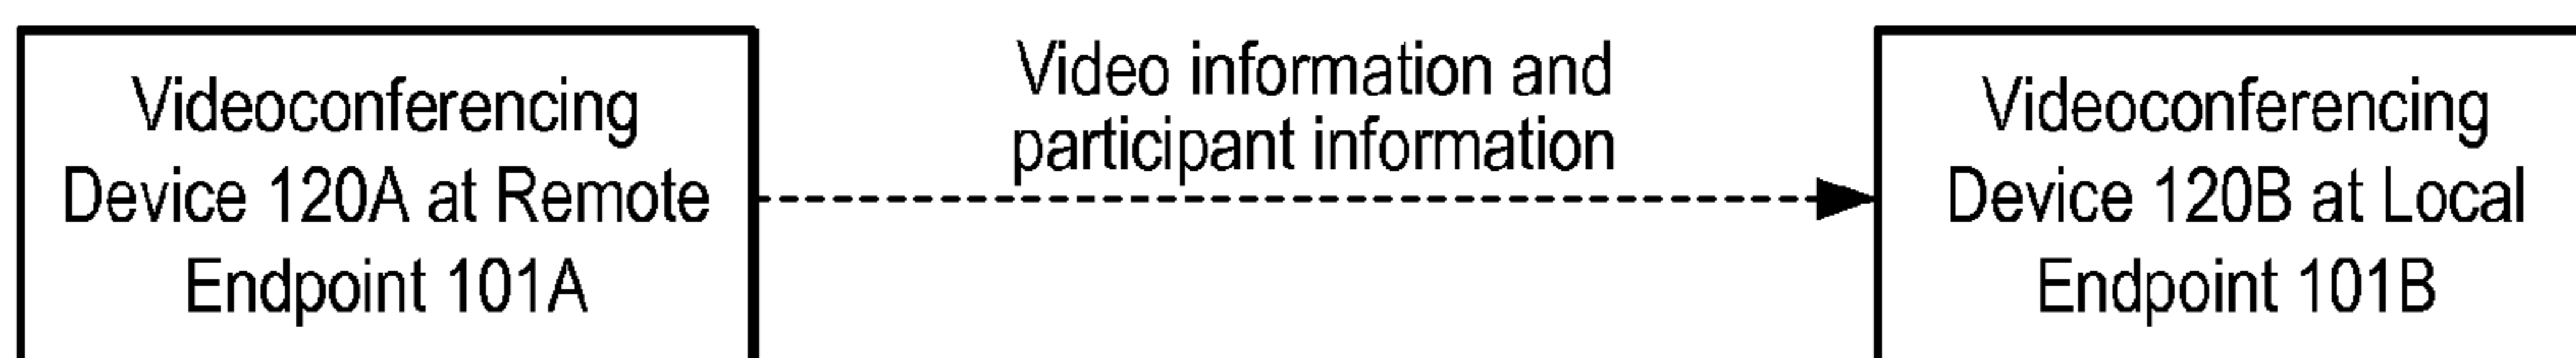 Videoconferencing
Device 120A at Remote
Endpoint 101A
Video information and
participant information
Videoconferencing
Device 120B at Local
Endpoint 101B